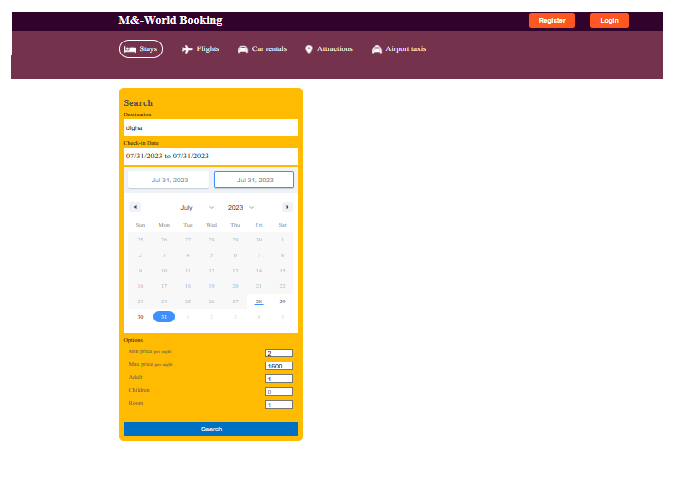 M&-World Booking
Register
Login
Stays
Flights
Car rentals
Attractions
Airport taxis
Search
Destination
digha
Check-in Date
07/31/2023 to 07/31/2023
Jul 31, 2023
Jul 31, 2023
July
2023
Sun Mon Tue Wed Thu Fri Sat
25 26 27 28 29 30 1
2 3 4 5 6 7 8
9 10 11 12 13 14 15
16 17 18 19 20 21 22
23 24 25 26 27 28 29
30 31 1 2 3 4 5
Options
Min price per night
2
Max price per night
1600
Adult
1
Children
0
Room
1
Search